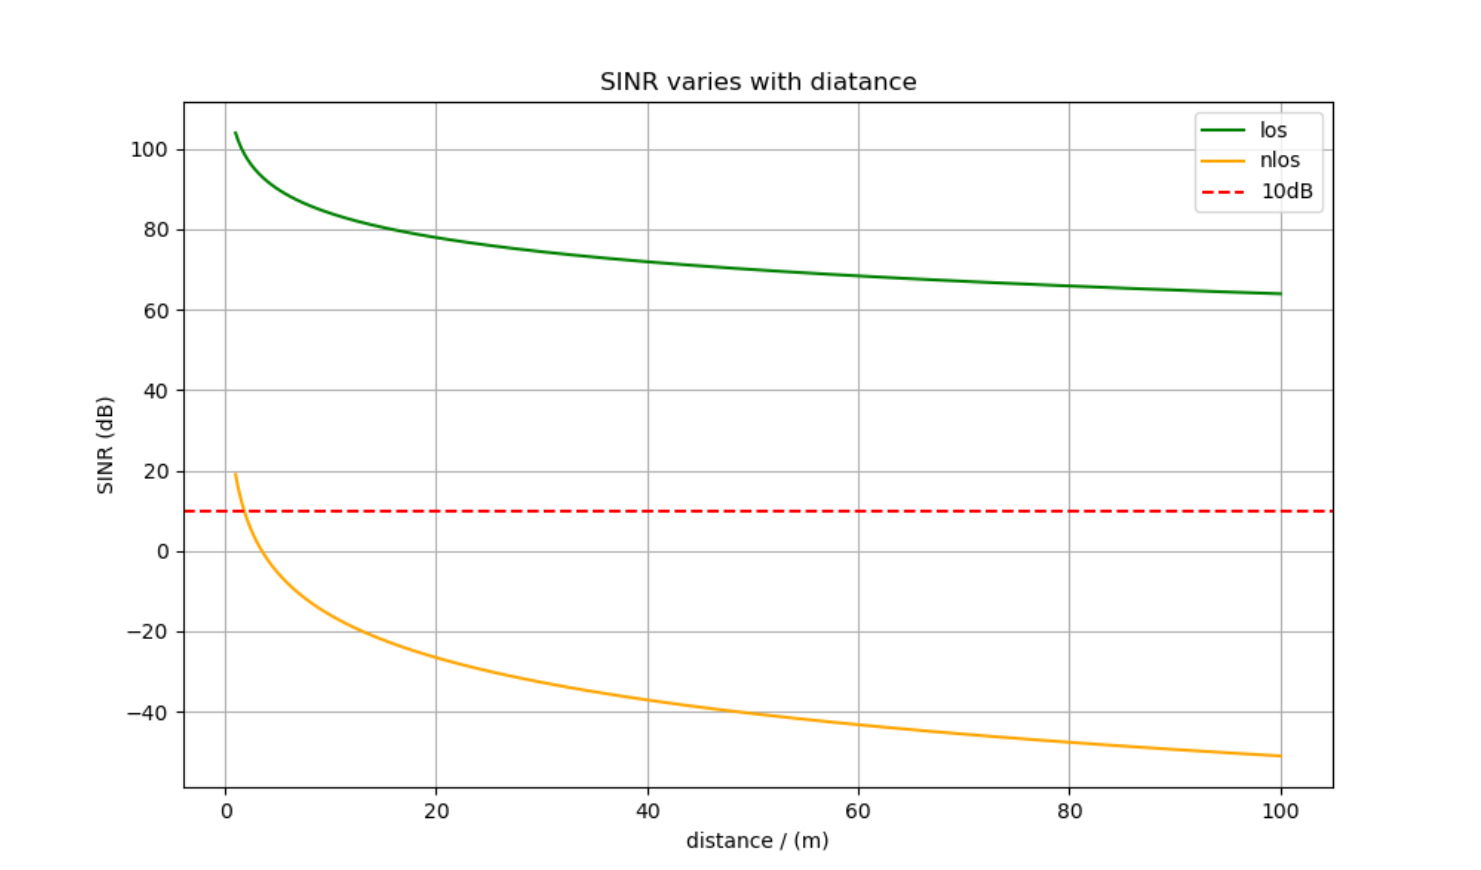 SINR varies with diatance
los
nlos
10dB
SINR (dB)
100
80
60
40
20
0
−20
−40
0 20 40 60 80 100
distance / (m)